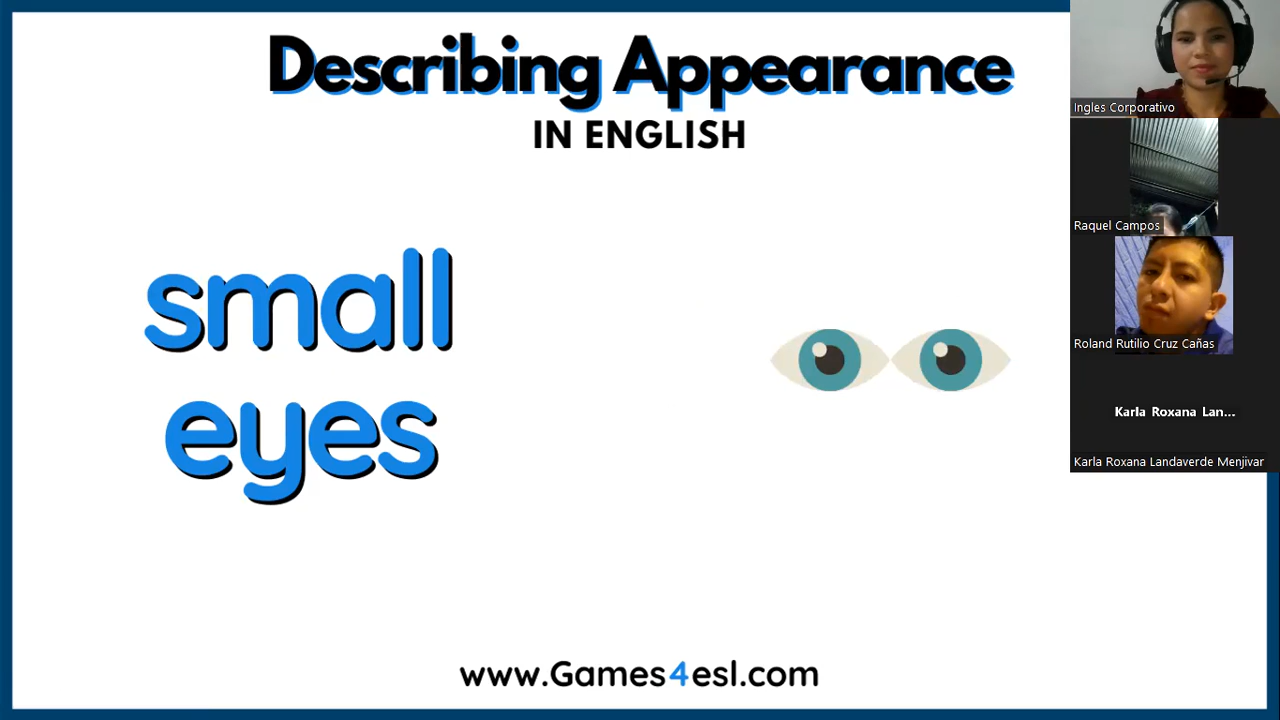 Describing Appearance
IN ENGLISH
small
eyes
www.Games4esl.com
Ingles Corporativo
Raquel Campos
Roland Rutilio Cruz Cañas
Karla Roxana Lan...
Karla Roxana Landaverde Menjivar